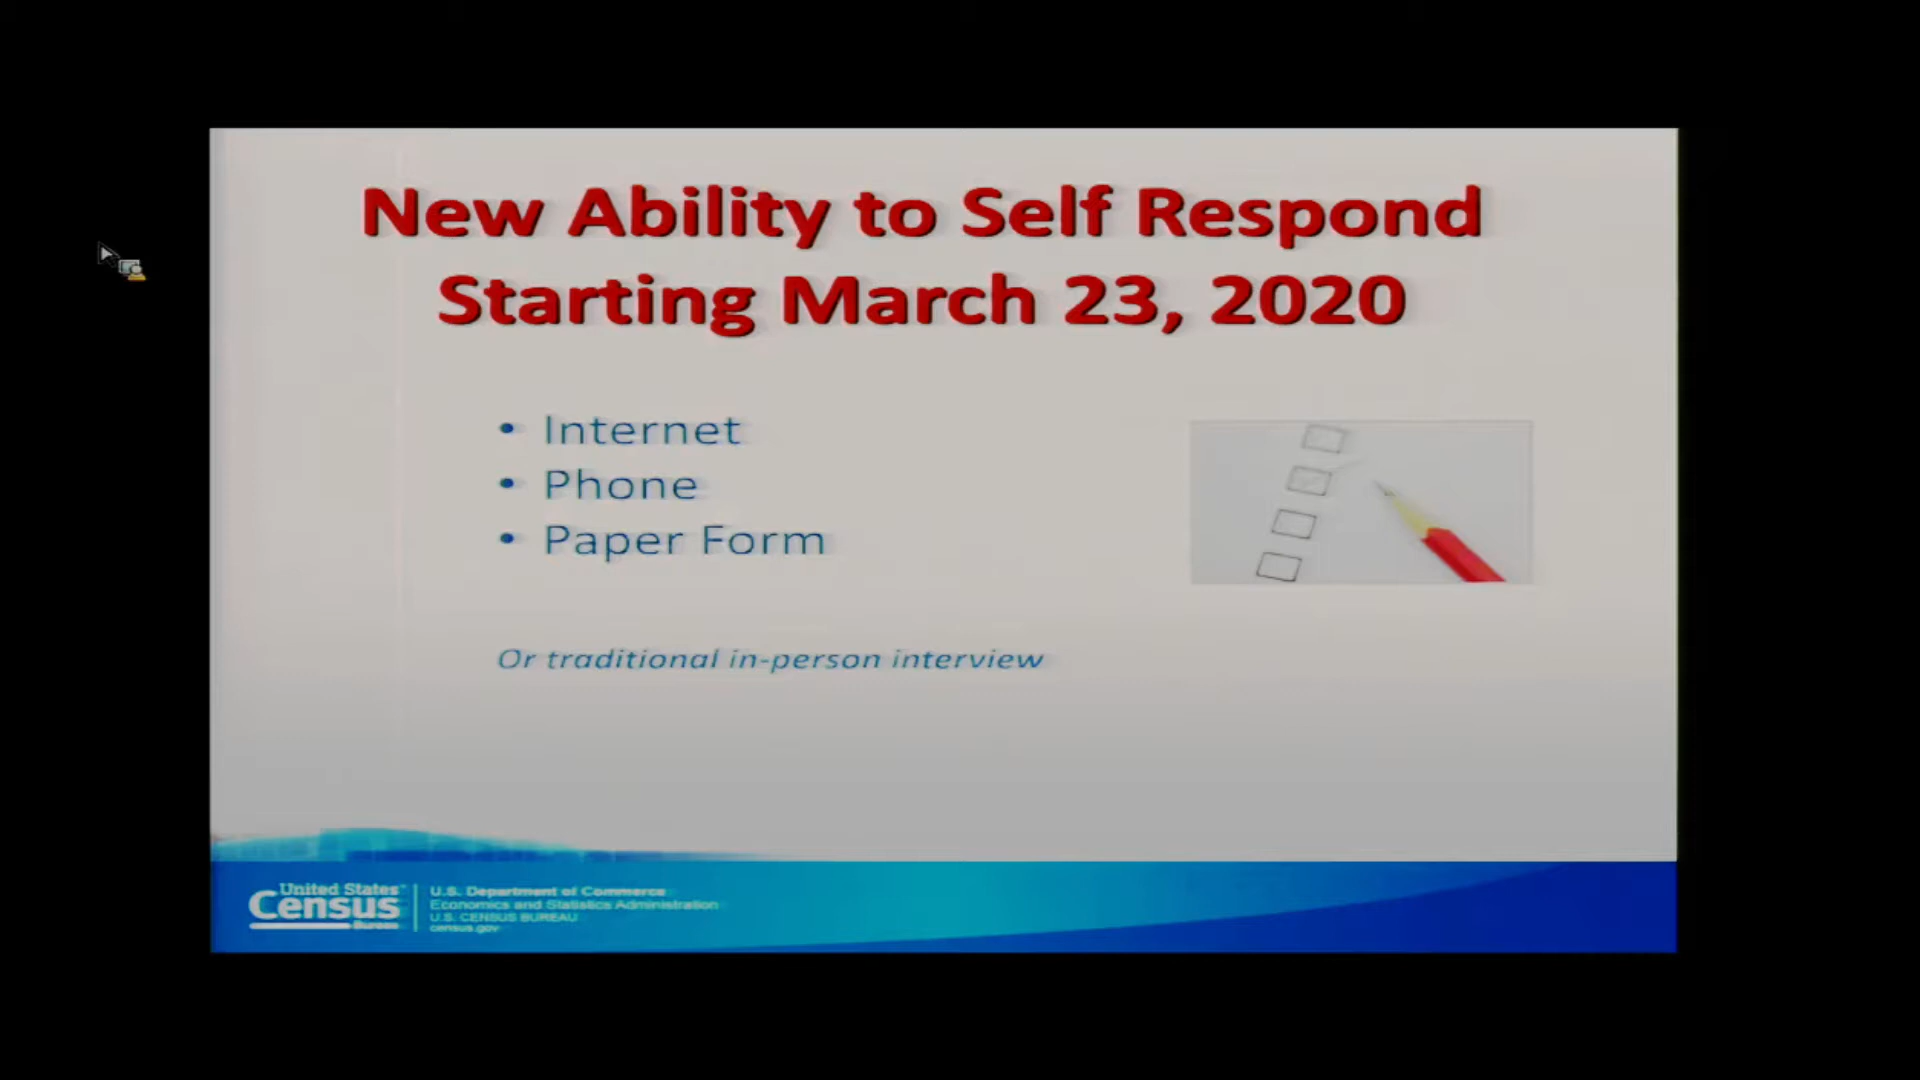 New Ability to Self Respond
Starting March 23, 2020
• Internet
• Phone
• Paper Form
Or traditional in-person interview
United States
Census
Bureau
U.S. Department of Commerce
Economics and Statistics Administration
U.S. CENSUS BUREAU
census.gov